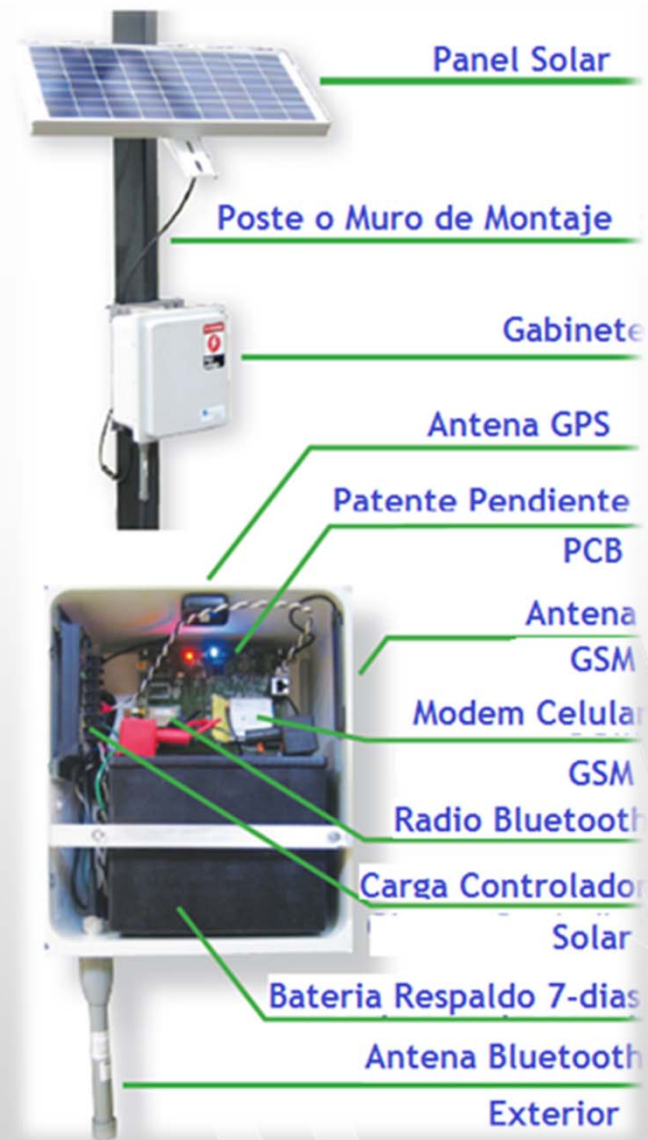 Panel Solar
Poste o Muro de Montaje
Gabinete
Antena GPS
Patente Pendiente
PCB
Antena
GSM
Modem Celular
GSM
Radio Bluetooth
Carga Controlador
Solar
Bateria Respaldo 7-dias
Antena Bluetooth
Exterior